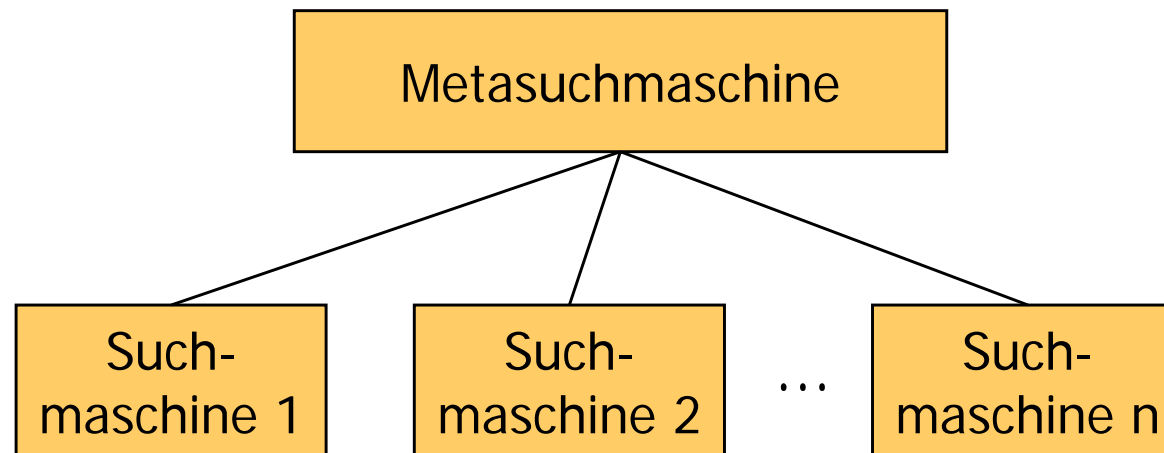 Metasuchmaschine
Such-
maschine 1
Such-
maschine 2
...
Such-
maschine n